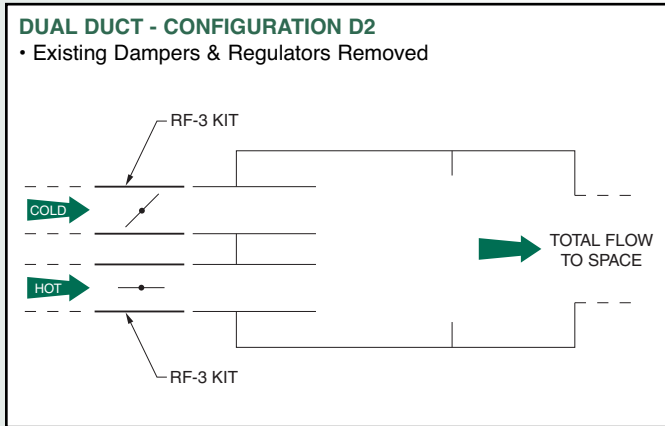 DUAL DUCT - CONFIGURATION D2
• Existing Dampers & Regulators Removed
RF-3 KIT
COLD
HOT
TOTAL FLOW
TO SPACE
RF-3 KIT